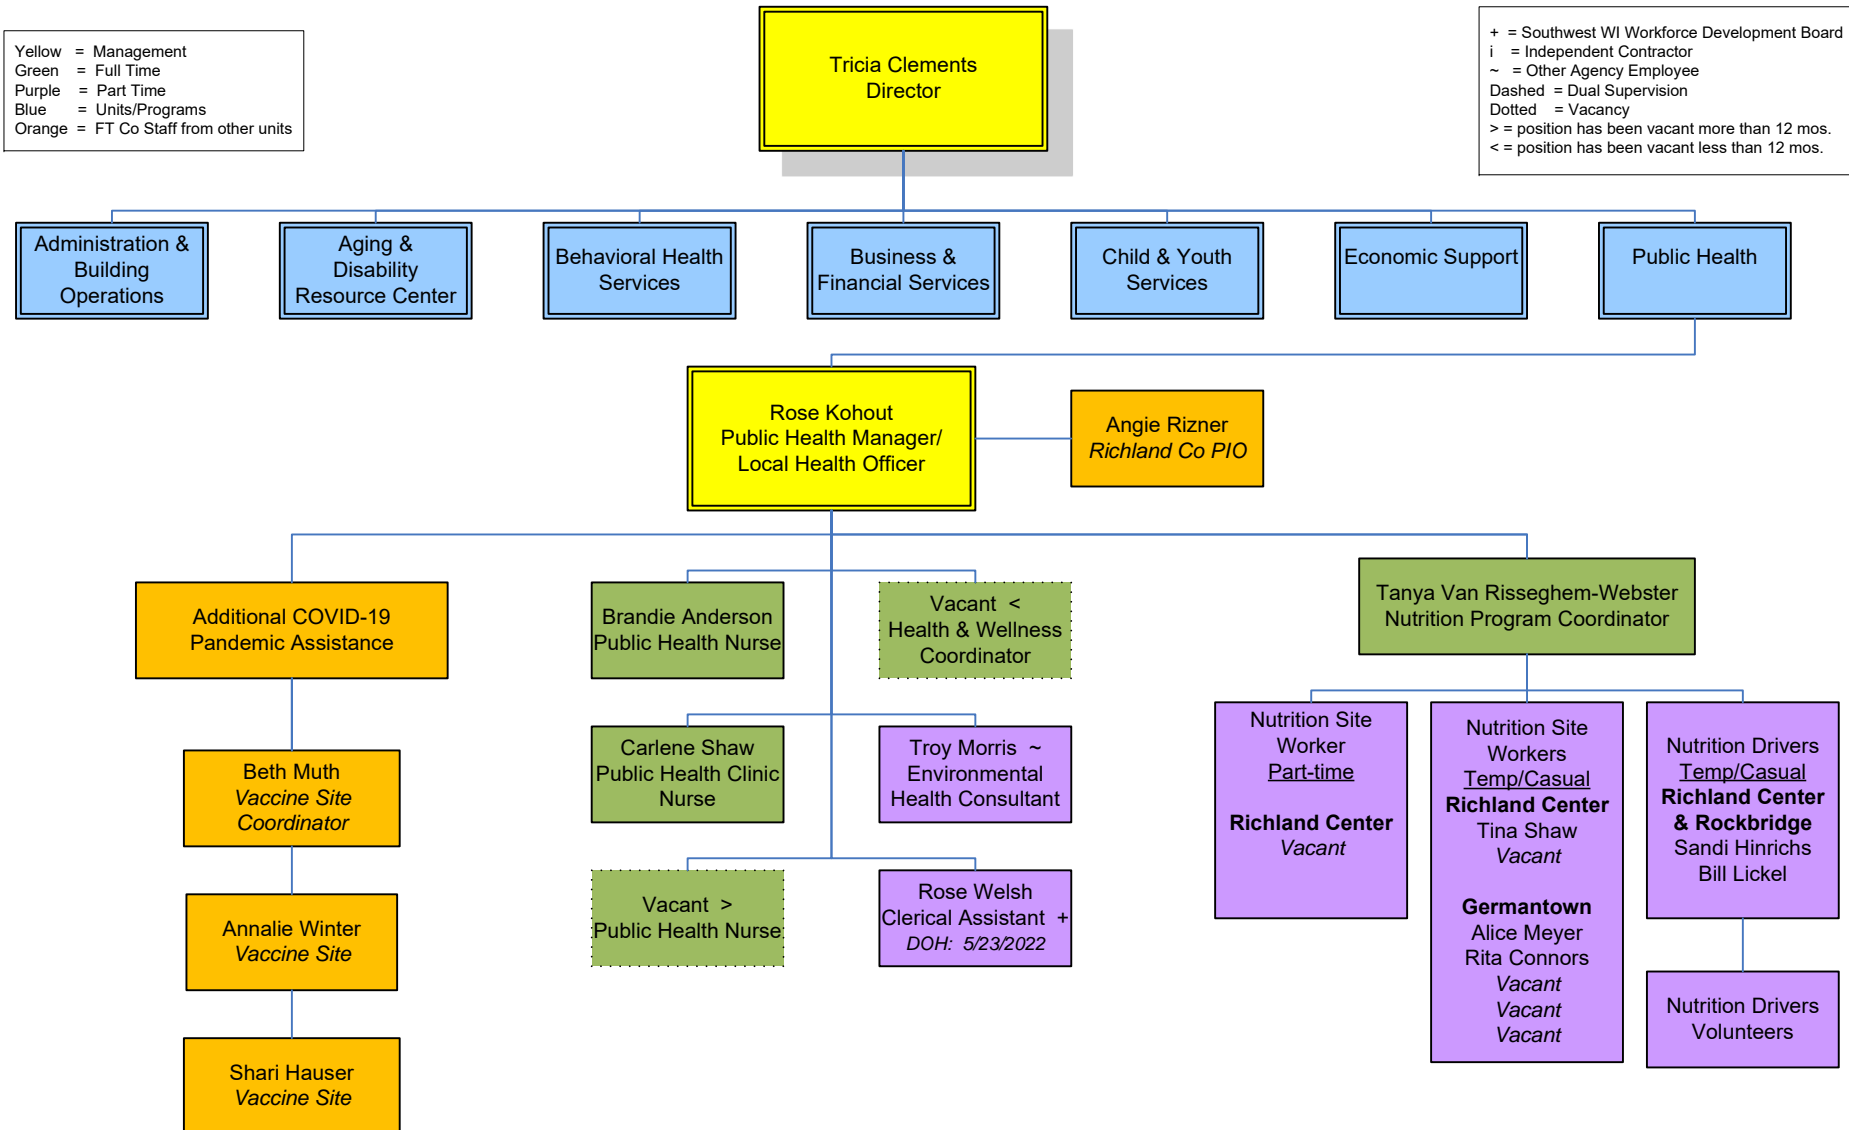 Yellow = Management
Green = Full Time
Purple = Part Time
Blue = Units/Programs
Orange = FT Co Staff from other units
Tricia Clements
Director
+ = Southwest WI Workforce Development Board
i = Independent Contractor
~ = Other Agency Employee
Dashed = Dual Supervision
Dotted = Vacancy
> = position has been vacant more than 12 mos.
< = position has been vacant less than 12 mos.
Administration &
Building
Operations
Aging &
Disability
Resource Center
Behavioral Health
Services
Business &
Financial Services
Child & Youth
Services
Economic Support
Public Health
Rose Kohout
Public Health Manager/
Local Health Officer
Angie Rizner
Richland Co PIO
Additional COVID-19
Pandemic Assistance
Beth Muth
Vaccine Site
Coordinator
Annalie Winter
Vaccine Site
Shari Hauser
Vaccine Site
Brandie Anderson
Public Health Nurse
Vacant <
Health & Wellness
Coordinator
Carlene Shaw
Public Health Clinic
Nurse
Troy Morris ~
Environmental
Health Consultant
Vacant >
Public Health Nurse
Rose Welsh
Clerical Assistant +
DOH: 5/23/2022
Tanya Van Risseghem-Webster
Nutrition Program Coordinator
Nutrition Site
Worker
Part-time
Richland Center
Vacant
Nutrition Site
Workers
Temp/Casual
Richland Center
Tina Shaw
Vacant
Germantown
Alice Meyer
Rita Connors
Vacant
Vacant
Vacant
Nutrition Drivers
Temp/Casual
Richland Center
& Rockbridge
Sandi Hinrichs
Bill Lickel
Nutrition Drivers
Volunteers